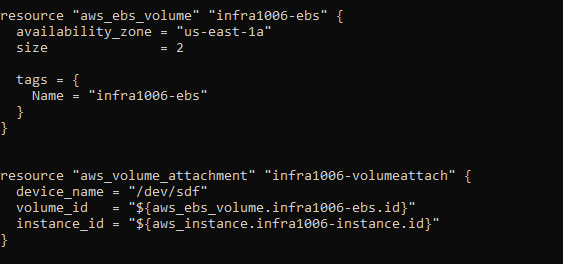 resource "aws_ebs_volume" "infra1006-ebs" {
  availability_zone = "us-east-1a"
  size              = 2

  tags = {
    Name = "infra1006-ebs"
  }
}


resource "aws_volume_attachment" "infra1006-volumeattach" {
  device_name = "/dev/sdf"
  volume_id   = "${aws_ebs_volume.infra1006-ebs.id}"
  instance_id = "${aws_instance.infra1006-instance.id}"
}